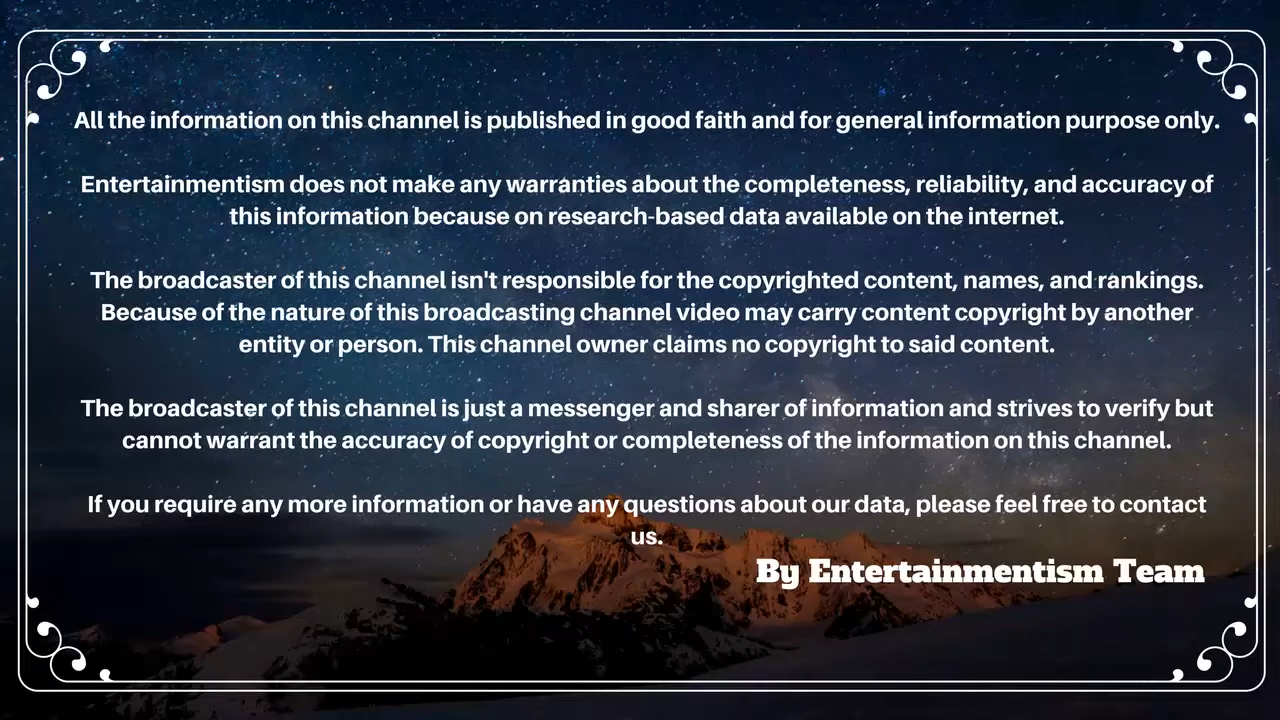 All the information on this channel is published in good faith and for general information purpose only.
Entertainmentism does not make any warranties about the completeness, reliability, and accuracy of
this information because on research-based data available on the internet.
The broadcaster of this channel isn't responsible for the copyrighted content, names, and rankings.
Because of the nature of this broadcasting channel video may carry content copyright by another
entity or person. This channel owner claims no copyright to said content.
The broadcaster of this channel is just a messenger and sharer of information and strives to verify but
cannot warrant the accuracy of copyright or completeness of the information on this channel.
If you require any more information or have any questions about our data, please feel free to contact
us.
By Entertainmentism Team